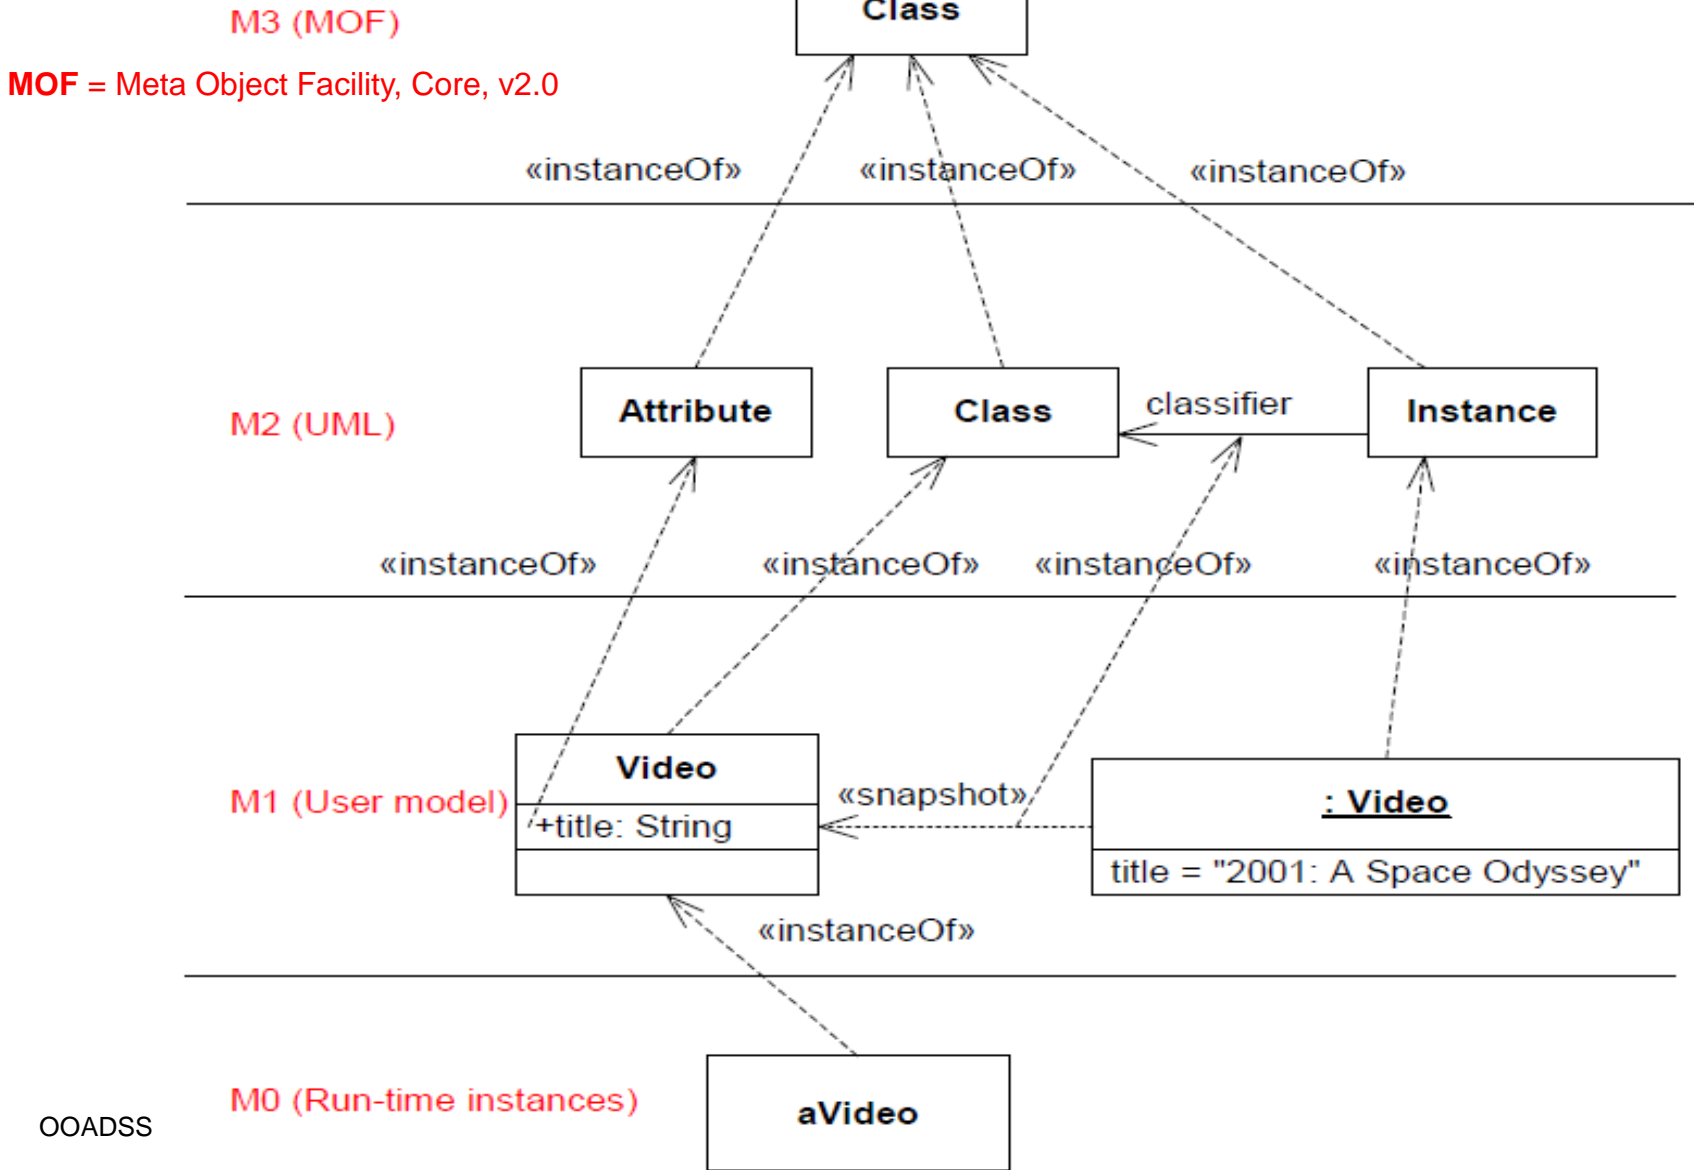 Class
M3 (MOF)
MOF = Meta Object Facility, Core, v2.0
«instanceOf» «instanceOf» «instanceOf»
Attribute Class classifier Instance
M2 (UML)
«instanceOf» «instanceOf» «instanceOf» «instanceOf»
Video
M1 (User model) «snapshot» : Video
+title: String
title = "2001: A Space Odyssey"
«instanceOf»
M0 (Run-time instances) aVideo
OOADSS